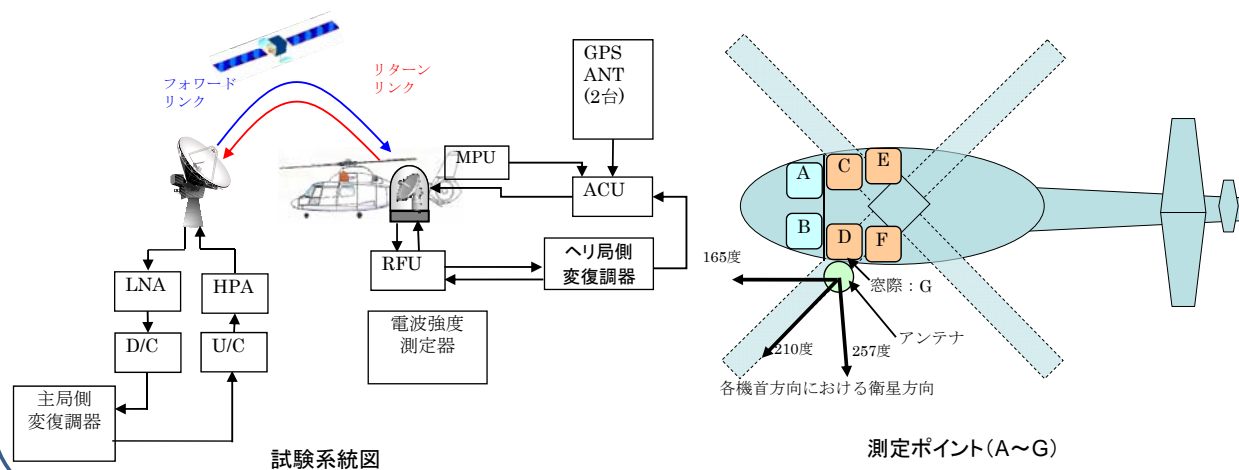 フォワード
リンク
リターン
リンク
GPS
ANT
(2台)
MPU
ACU
RFU
ヘリ局側
変復調器
LNA
HPA
D/C
U/C
電波強度
測定器
主局側
変復調器
試験系統図
A
C
E
B
D
F
165度
窓際：G
アンテナ
210度
257度
各機首方向における衛星方向
測定ポイント(A～G)